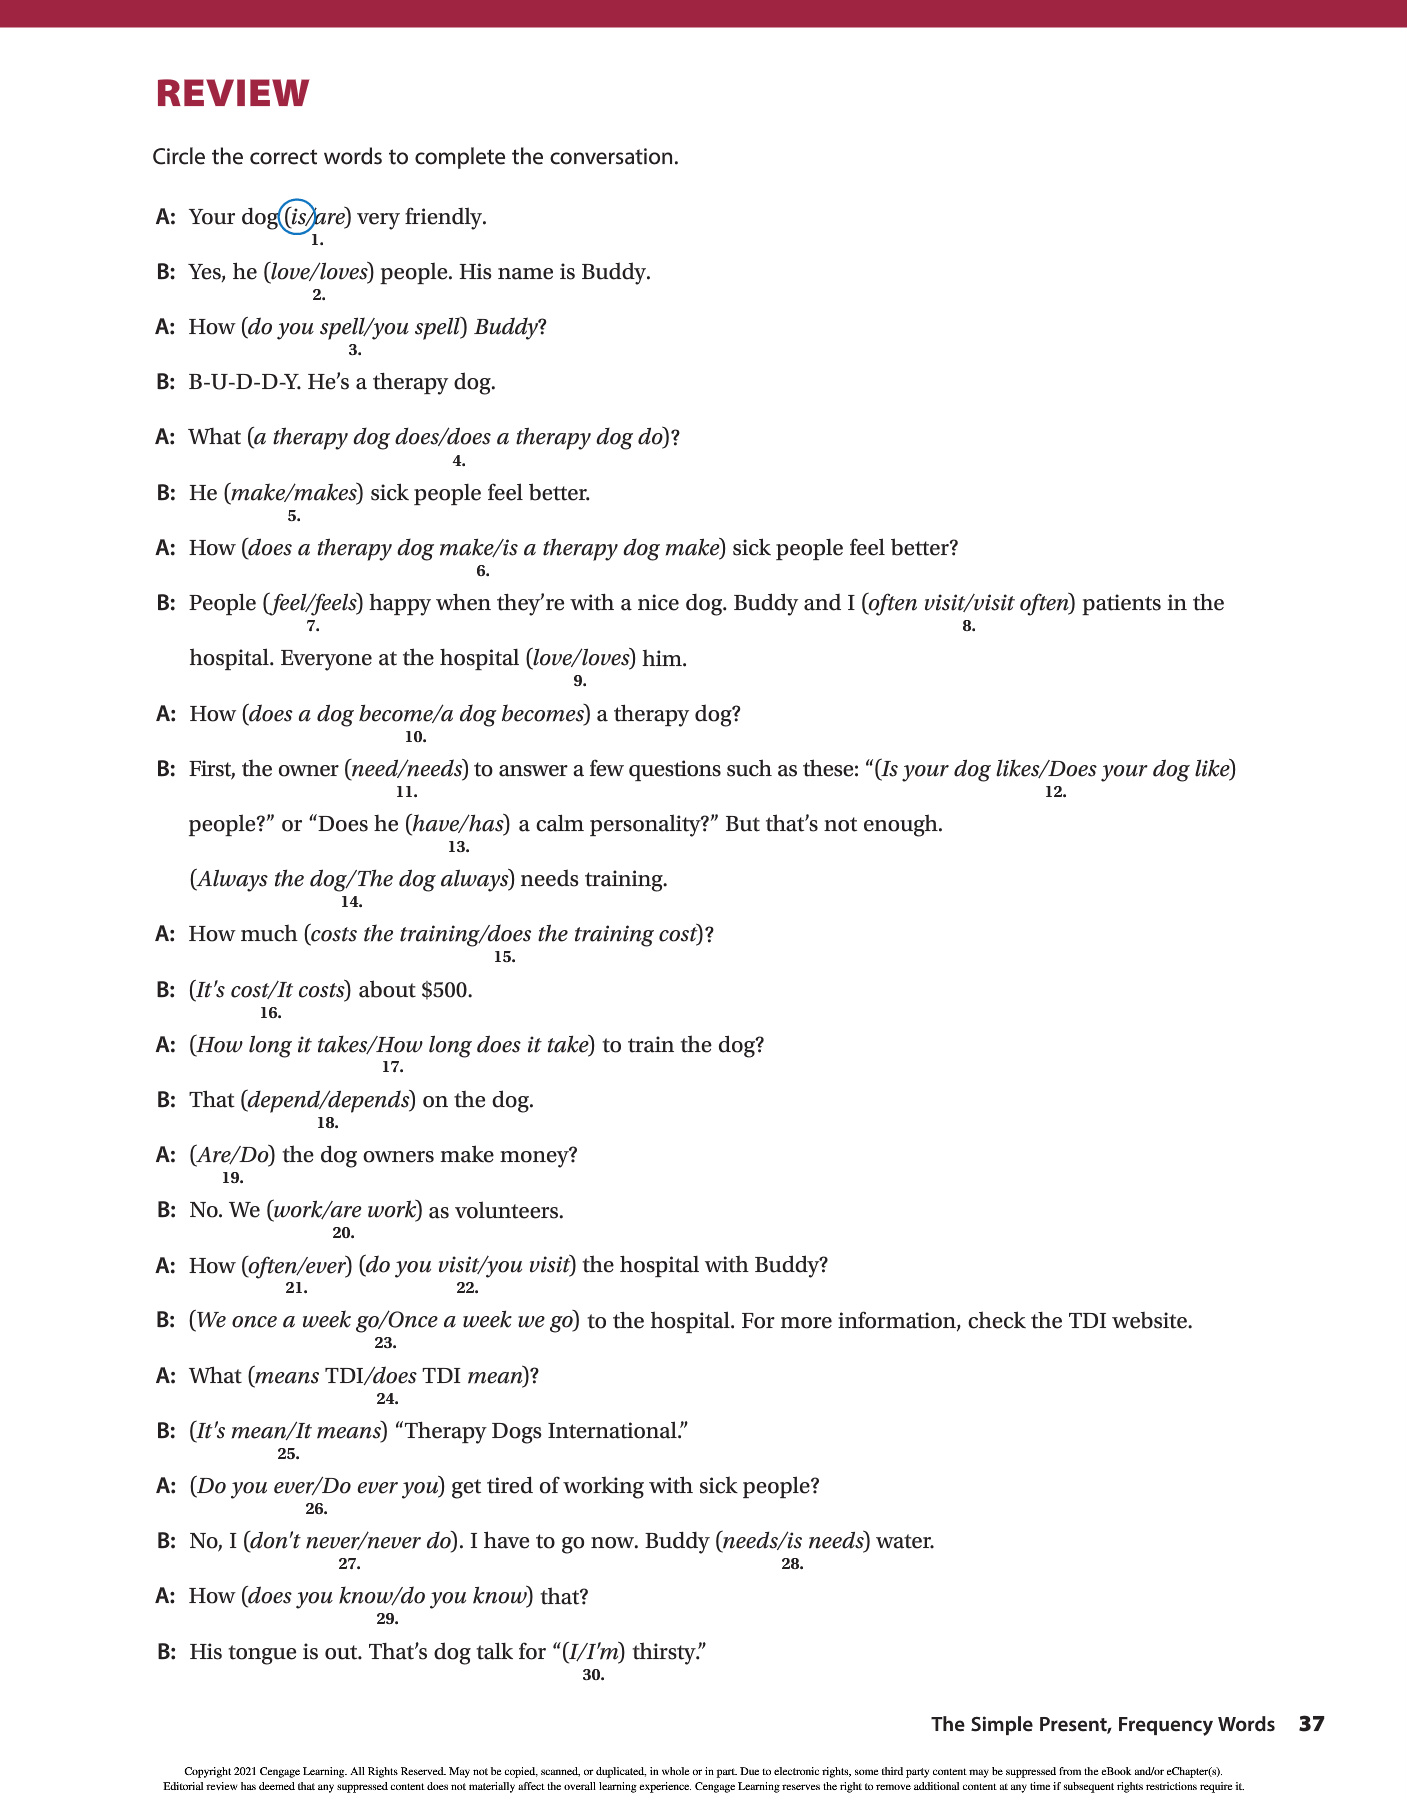 REVIEW
Circle the correct words to complete the conversation.
A: Your dog (is/are) very friendly.
1.
B: Yes, he (love/loves) people. His name is Buddy.
2.
A: How (do you spell/you spell) Buddy?
3.
B: B-U-D-D-Y. He’s a therapy dog.
A: What (a therapy dog does/does a therapy dog do)?
4.
B: He (make/makes) sick people feel better.
5.
A: How (does a therapy dog make/is a therapy dog make) sick people feel better?
6.
B: People (feel/feels) happy when they’re with a nice dog. Buddy and I (often visit/visit often) patients in the
7. 8.
hospital. Everyone at the hospital (love/loves) him.
9.
A: How (does a dog become/a dog becomes) a therapy dog?
10.
B: First, the owner (need/needs) to answer a few questions such as these: “(Is your dog likes/Does your dog like)
11. 12.
people?” or “Does he (have/has) a calm personality?” But that’s not enough.
13.
(Always the dog/The dog always) needs training.
14.
A: How much (costs the training/does the training cost)?
15.
B: (It's cost/It costs) about $500.
16.
A: (How long it takes/How long does it take) to train the dog?
17.
B: That (depend/depends) on the dog.
18.
A: (Are/Do) the dog owners make money?
19.
B: No. We (work/are work) as volunteers.
20.
A: How (often/ever) (do you visit/you visit) the hospital with Buddy?
21. 22.
B: (We once a week go/Once a week we go) to the hospital. For more information, check the TDI website.
23.
A: What (means TDI/does TDI mean)?
24.
B: (It's mean/It means) “Therapy Dogs International.”
25.
A: (Do you ever/Do ever you) get tired of working with sick people?
26.
B: No, I (don't never/never do). I have to go now. Buddy (needs/is needs) water.
27. 28.
A: How (does you know/do you know) that?
29.
B: His tongue is out. That’s dog talk for “(I/I'm) thirsty.”
30.
The Simple Present, Frequency Words 37
Copyright 2021 Cengage Learning. All Rights Reserved. May not be copied, scanned, or duplicated, in whole or in part. Due to electronic rights, some third party content may be suppressed from the eBook and/or eChapter(s).
Editorial review has deemed that any suppressed content does not materially affect the overall learning experience. Cengage Learning reserves the right to remove additional content at any time if subsequent rights restrictions require it.